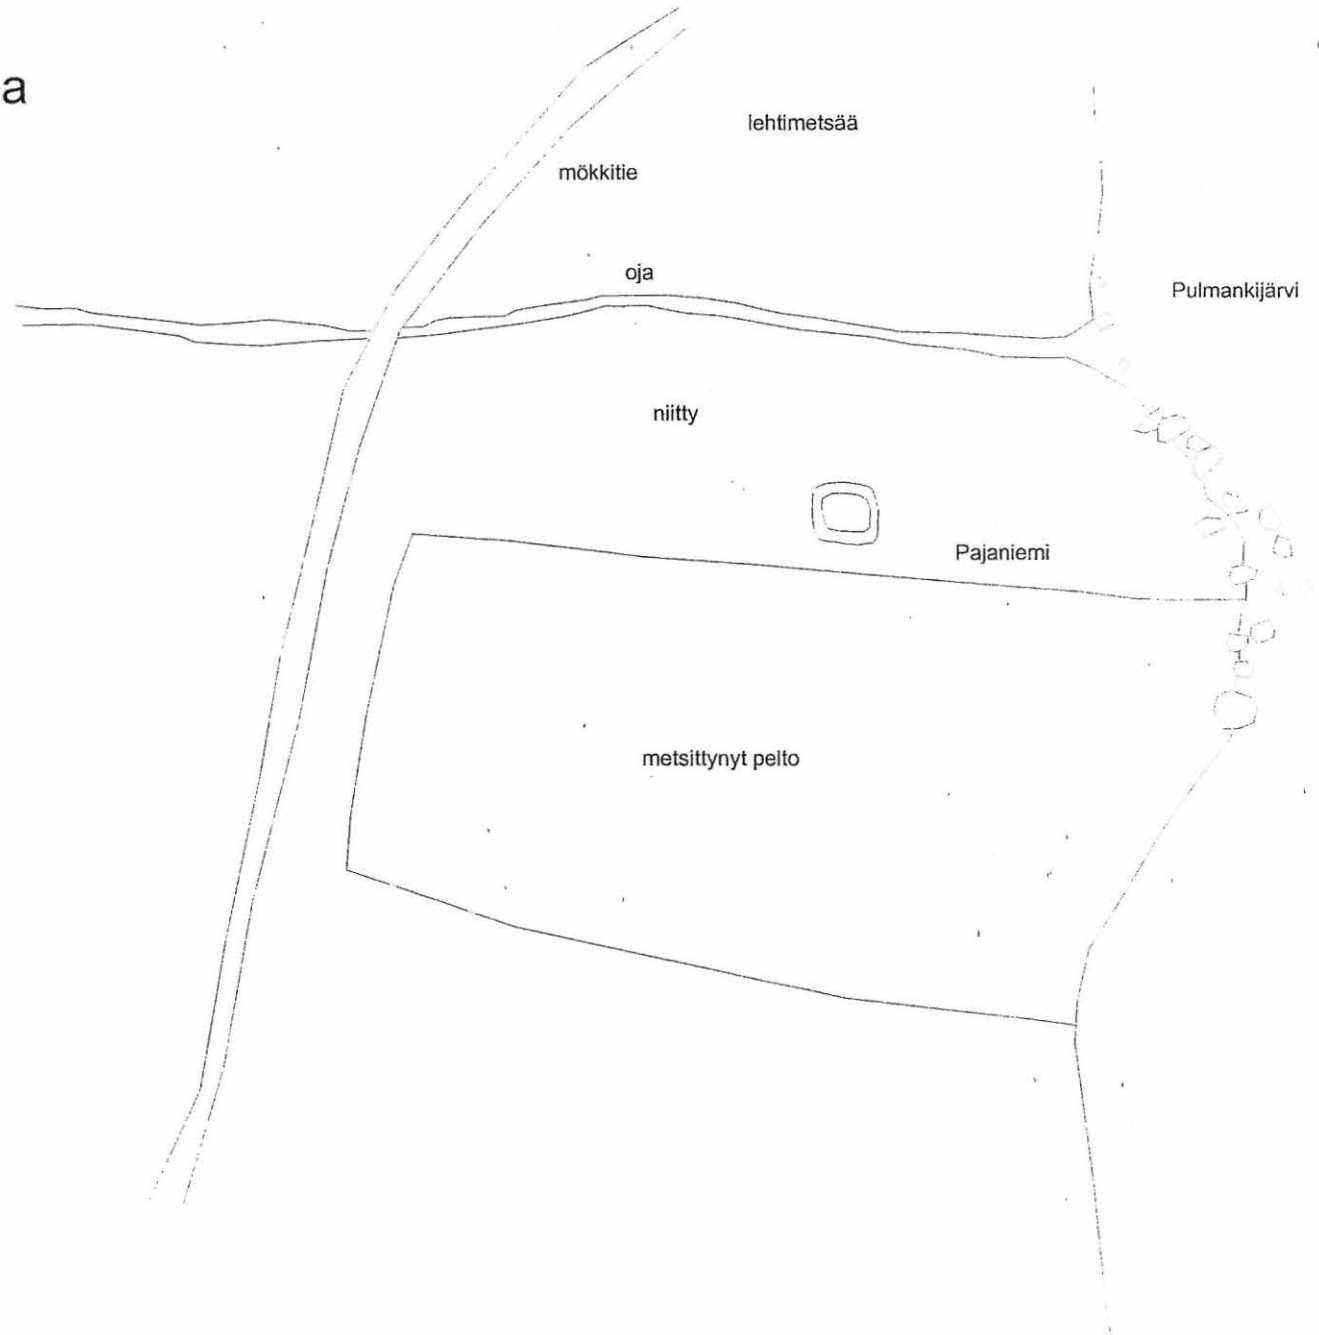 a
lehtimetsää
mökkitie
oja
Pulmankijärvi
niitty
Pajaniemi
metsittynyt pelto